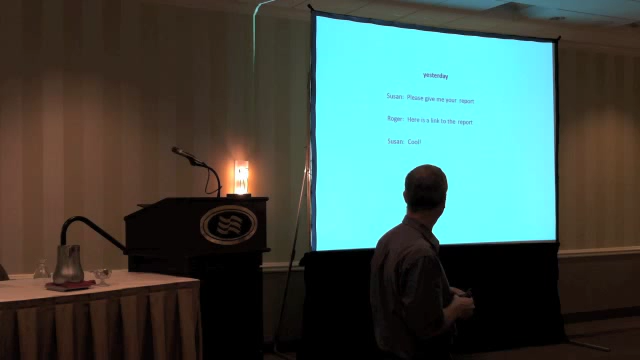 yesterday
Susan: Please give me your report
Roger: Here is a link to the report
Susan: Cool!